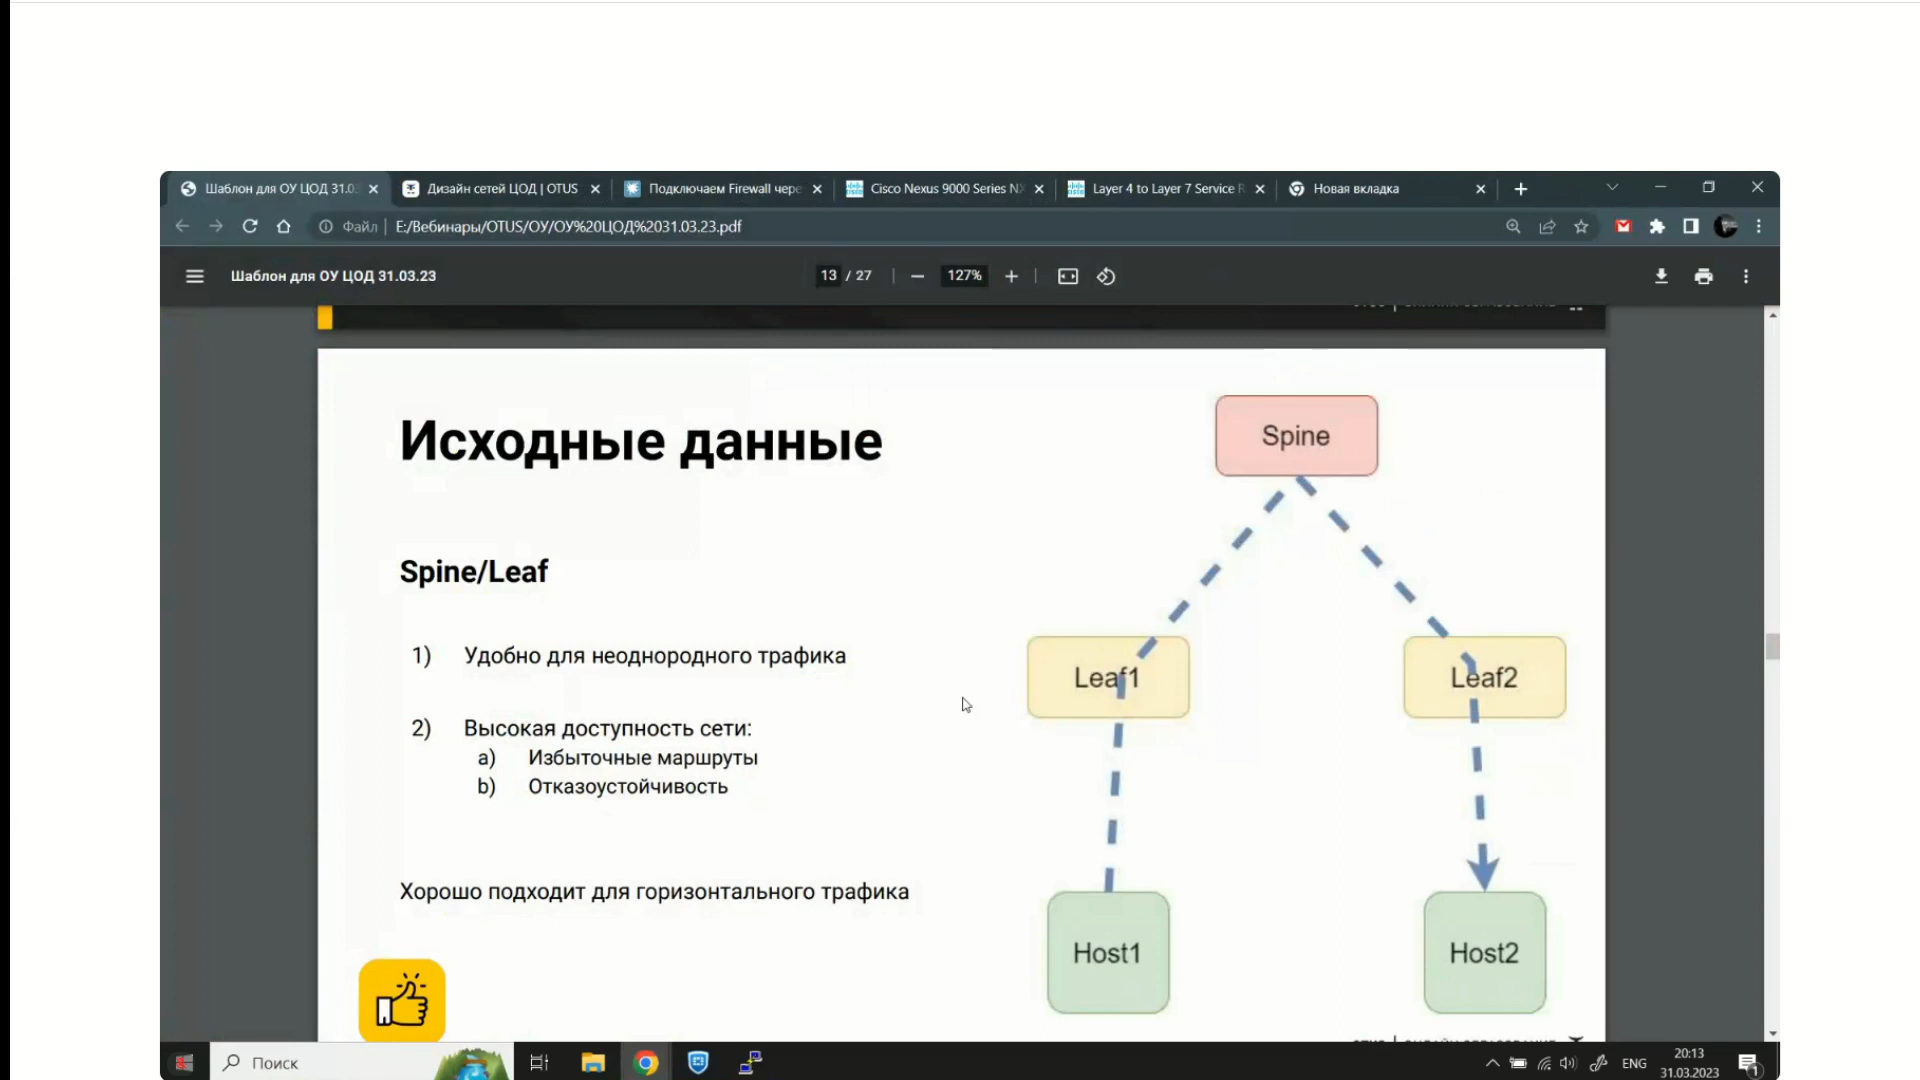 Шаблон для ОУ ЦОД 31.0
Дизайн сетей ЦОД | OTUS
Подключаем Firewall чере
Cisco Nexus 9000 Series NX
Layer 4 to Layer 7 Service R
Новая вкладка
Файл | E:/Вебинары/OTUS/ОУ/ОУ%20ЦОД%2031.03.23.pdf
Шаблон для ОУ ЦОД 31.03.23
13 / 27
127%
Исходные данные
Spine/Leaf
1) Удобно для неоднородного трафика
2) Высокая доступность сети:
a) Избыточные маршруты
b) Отказоустойчивость
Хорошо подходит для горизонтального трафика
Spine
Leaf1
Leaf2
Host1
Host2
Поиск
ENG
20:13
31.03.2023
1